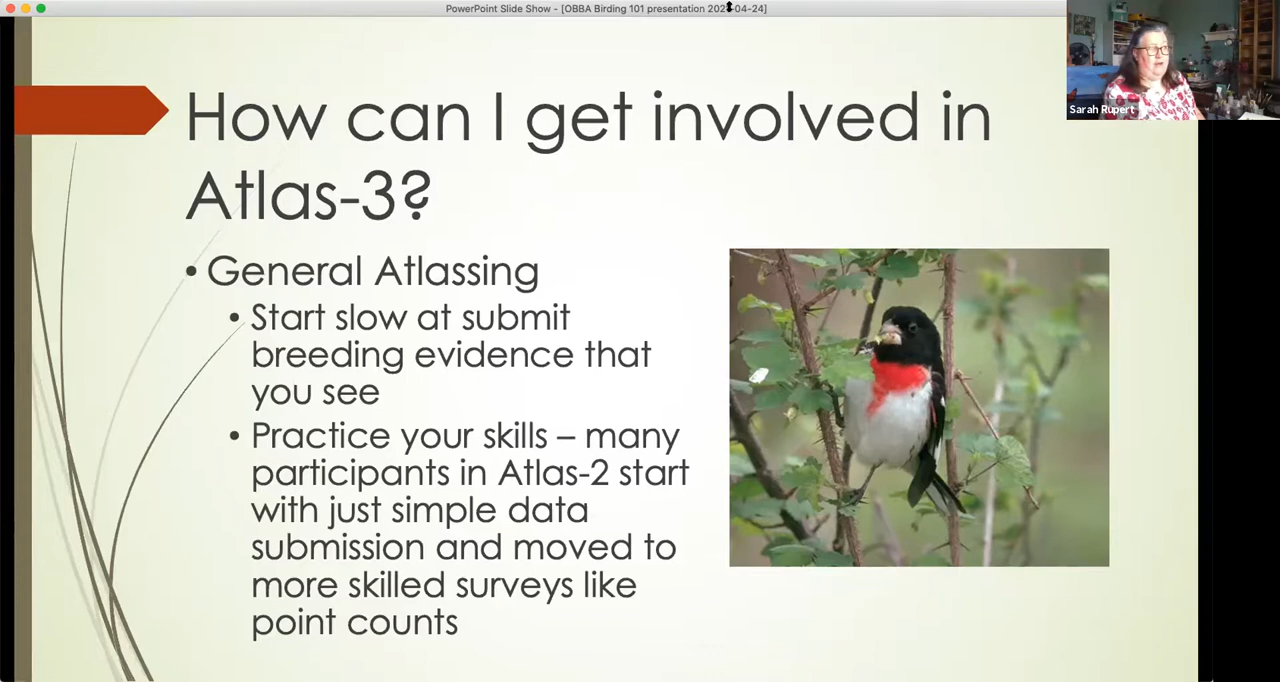 PowerPoint Slide Show - [OBBA Birding 101 presentation 202-04-24]
Sarah Rupert
How can I get involved in
Atlas-3?
• General Atlassing
• Start slow at submit
breeding evidence that
you see
• Practice your skills – many
participants in Atlas-2 start
with just simple data
submission and moved to
more skilled surveys like
point counts